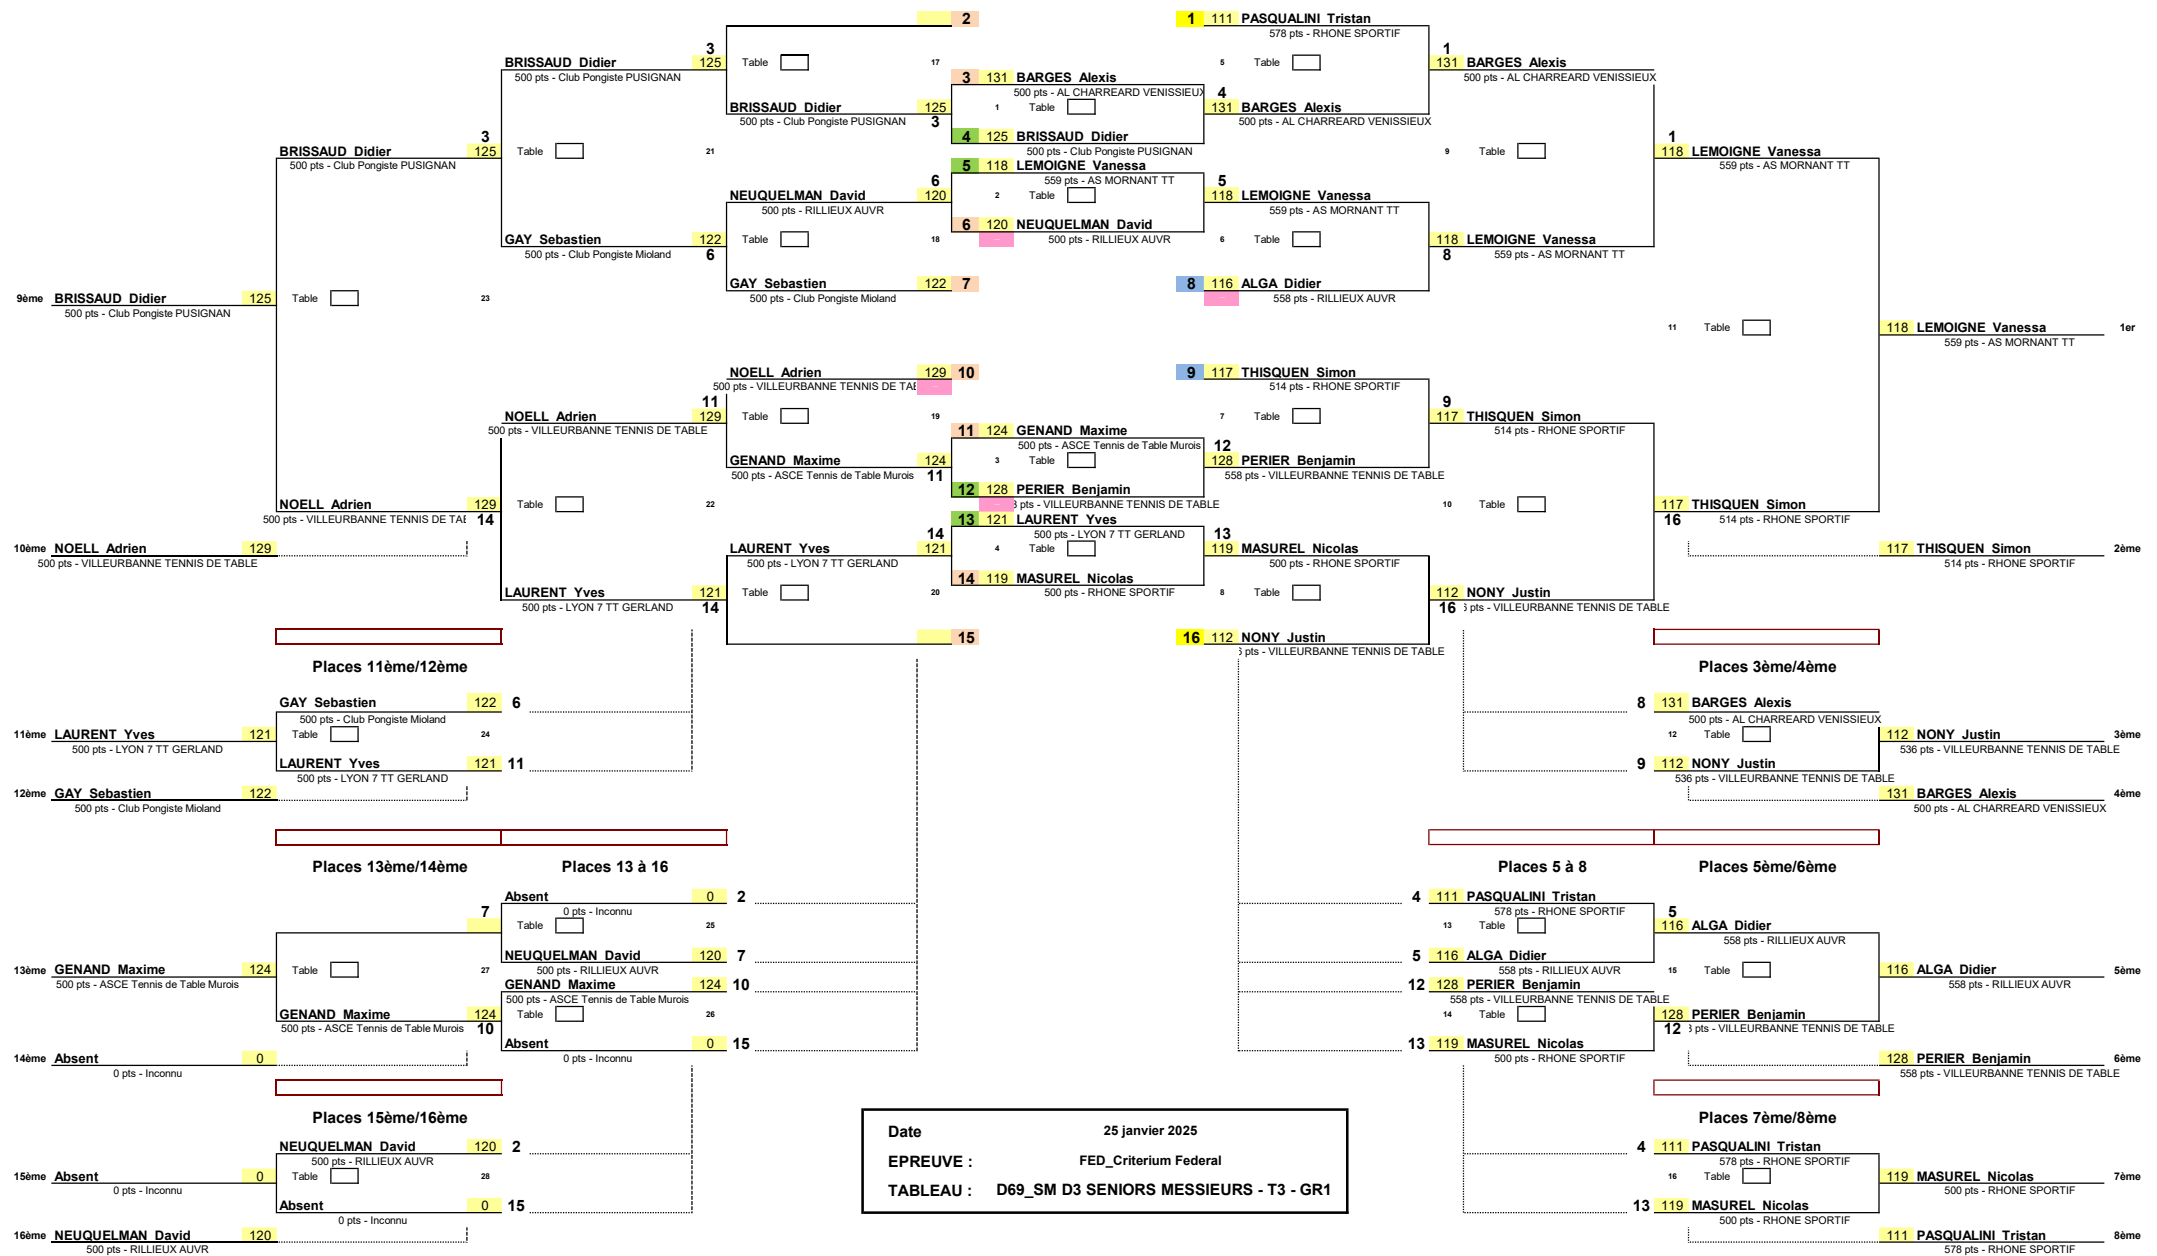 2
1 111 PASQUALINI Tristan
578 pts - RHONE SPORTIF
3
1
BRISSAUD Didier 125 Table 17
5 Table
131 BARGES Alexis
500 pts - Club Pongiste PUSIGNAN
500 pts - AL CHARREARD VENISSIEUX
3 131 BARGES Alexis
500 pts - AL CHARREARD VENISSIEUX
4
BRISSAUD Didier 125
1 Table
131 BARGES Alexis
500 pts - Club Pongiste PUSIGNAN 3
500 pts - AL CHARREARD VENISSIEUX
4 125 BRISSAUD Didier
500 pts - Club Pongiste PUSIGNAN
3
1
BRISSAUD Didier 125 Table 21
9 Table
118 LEMOIGNE Vanessa
500 pts - Club Pongiste PUSIGNAN
559 pts - AS MORNANT TT
5 118 LEMOIGNE Vanessa
559 pts - AS MORNANT TT
6
5
NEUQUELMAN David 120
2 Table
118 LEMOIGNE Vanessa
500 pts - RILLIEUX AUVR
559 pts - AS MORNANT TT
6 120 NEUQUELMAN David
500 pts - RILLIEUX AUVR
GAY Sebastien 122 Table 18
6 Table
118 LEMOIGNE Vanessa
500 pts - Club Pongiste Mioland 6
8 559 pts - AS MORNANT TT
GAY Sebastien 122 7
8 116 ALGA Didier
500 pts - Club Pongiste Mioland
558 pts - RILLIEUX AUVR
9ème BRISSAUD Didier 125 Table 23
500 pts - Club Pongiste PUSIGNAN
11 Table
118 LEMOIGNE Vanessa 1er
559 pts - AS MORNANT TT
NOELL Adrien 129 10
9 117 THISQUEN Simon
500 pts - VILLEURBANNE TENNIS DE TAE
514 pts - RHONE SPORTIF
11
9
NOELL Adrien 129 Table 19
7 Table
117 THISQUEN Simon
500 pts - VILLEURBANNE TENNIS DE TABLE
514 pts - RHONE SPORTIF
11 124 GENAND Maxime
500 pts - ASCE Tennis de Table Murois
12
GENAND Maxime 124
3 Table
128 PERIER Benjamin
500 pts - ASCE Tennis de Table Murois 11
558 pts - VILLEURBANNE TENNIS DE TABLE
12 128 PERIER Benjamin
pts - VILLEURBANNE TENNIS DE TABLE
NOELL Adrien 129 Table 22
10 Table
117 THISQUEN Simon
500 pts - VILLEURBANNE TENNIS DE TAE 14
16 514 pts - RHONE SPORTIF
13 121 LAURENT Yves
500 pts - LYON 7 TT GERLAND
14
13
10ème NOELL Adrien 129
500 pts - VILLEURBANNE TENNIS DE TABLE
LAURENT Yves 121
4 Table
119 MASUREL Nicolas
500 pts - LYON 7 TT GERLAND
500 pts - RHONE SPORTIF
117 THISQUEN Simon 2ème
514 pts - RHONE SPORTIF
14 119 MASUREL Nicolas
500 pts - RHONE SPORTIF
LAURENT Yves 121 Table 20
8 Table
112 NONY Justin
500 pts - LYON 7 TT GERLAND 14
16 pts - VILLEURBANNE TENNIS DE TABLE
15
16 112 NONY Justin
pts - VILLEURBANNE TENNIS DE TABLE
Places 11ème/12ème
Places 3ème/4ème
GAY Sebastien 122 6
8 131 BARGES Alexis
500 pts - Club Pongiste Mioland
500 pts - AL CHARREARD VENISSIEUX
11ème LAURENT Yves 121 Table 24
12 Table
112 NONY Justin 3ème
500 pts - LYON 7 TT GERLAND
536 pts - VILLEURBANNE TENNIS DE TABLE
LAURENT Yves 121 11
9 112 NONY Justin
500 pts - LYON 7 TT GERLAND
536 pts - VILLEURBANNE TENNIS DE TABLE
12ème GAY Sebastien 122
131 BARGES Alexis 4ème
500 pts - Club Pongiste Mioland
500 pts - AL CHARREARD VENISSIEUX
Places 13ème/14ème
Places 13 à 16
Places 5 à 8
Places 5ème/6ème
Absent 0 2
4 111 PASQUALINI Tristan
0 pts - Inconnu
578 pts - RHONE SPORTIF
7
Table 25
13 Table
5
116 ALGA Didier
558 pts - RILLIEUX AUVR
NEUQUELMAN David 120 7
5 116 ALGA Didier
500 pts - RILLIEUX AUVR
558 pts - RILLIEUX AUVR
13ème GENAND Maxime 124 Table 27
15 Table
116 ALGA Didier 5ème
500 pts - ASCE Tennis de Table Murois
558 pts - RILLIEUX AUVR
GENAND Maxime 124 10
12 128 PERIER Benjamin
500 pts - ASCE Tennis de Table Murois
558 pts - VILLEURBANNE TENNIS DE TABLE
GENAND Maxime 124 Table 26
14 Table
128 PERIER Benjamin
500 pts - ASCE Tennis de Table Murois 10
12 pts - VILLEURBANNE TENNIS DE TABLE
Absent 0 15
13 119 MASUREL Nicolas
0 pts - Inconnu
500 pts - RHONE SPORTIF
14ème Absent 0
128 PERIER Benjamin 6ème
0 pts - Inconnu
558 pts - VILLEURBANNE TENNIS DE TABLE
Places 15ème/16ème
Places 7ème/8ème
NEUQUELMAN David 120 2
4 111 PASQUALINI Tristan
500 pts - RILLIEUX AUVR
578 pts - RHONE SPORTIF
15ème Absent 0 Table 28
16 Table
119 MASUREL Nicolas 7ème
0 pts - Inconnu
500 pts - RHONE SPORTIF
Absent 0 15
13 119 MASUREL Nicolas
0 pts - Inconnu
500 pts - RHONE SPORTIF
16ème NEUQUELMAN David 120
111 PASQUALINI Tristan 8ème
500 pts - RILLIEUX AUVR
578 pts - RHONE SPORTIF
Date 25 janvier 2025
EPREUVE : FED_Criterium Federal
TABLEAU : D69_SM D3 SENIORS MESSIEURS - T3 - GR1